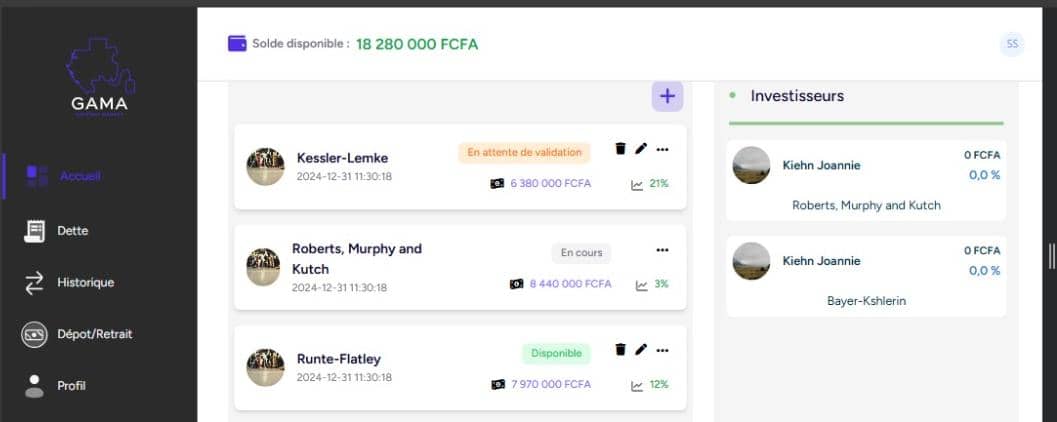 GAMA
Accueil
Dette
Historique
Dépot/Retrait
Profil
Solde disponible : 18 280 000 FCFA
SS
+
Kessler-Lemke
2024-12-31 11:30:18
En attente de validation
6 380 000 FCFA
21%
Roberts, Murphy and
Kutch
2024-12-31 11:30:18
En cours
8 440 000 FCFA
3%
Runte-Flatley
2024-12-31 11:30:18
Disponible
7 970 000 FCFA
12%
Investisseurs
Kiehn Joannie
0 FCFA
0,0 %
Roberts, Murphy and Kutch
Kiehn Joannie
0 FCFA
0,0 %
Bayer-Kshlerin